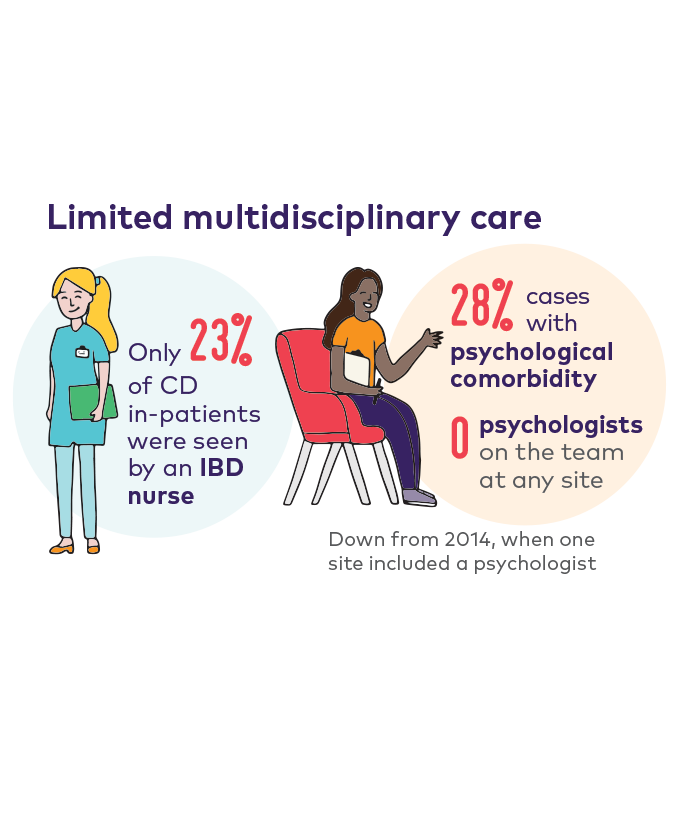 Limited multidisciplinary care
Only 23%
of CD
in-patients
were seen
by an IBD
nurse
28% cases
with
psychological
comorbidity
0 psychologists
on the team
at any site
Down from 2014, when one
site included a psychologist